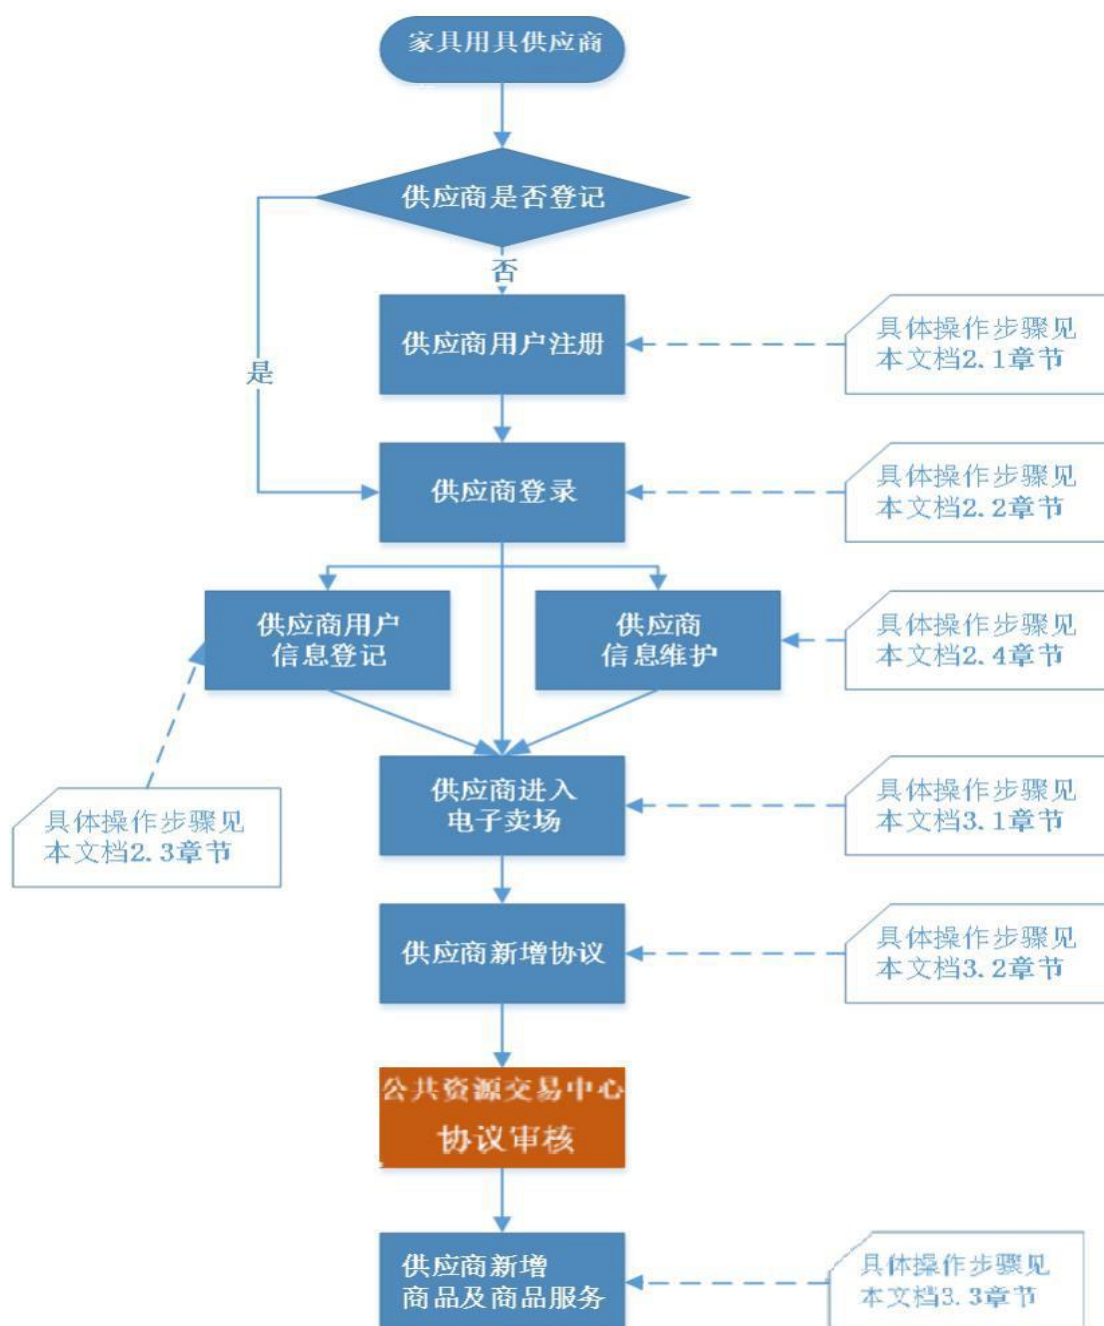 家具用具供应商
供应商是否登记
否
是
供应商用户注册
具体操作步骤见
本文档2.1章节
供应商登录
具体操作步骤见
本文档2.2章节
供应商用户
信息登记
供应商
信息维护
具体操作步骤见
本文档2.4章节
具体操作步骤见
本文档2.3章节
供应商进入
电子卖场
具体操作步骤见
本文档3.1章节
供应商新增协议
具体操作步骤见
本文档3.2章节
公共资源交易中心
协议审核
供应商新增
商品及商品服务
具体操作步骤见
本文档3.3章节